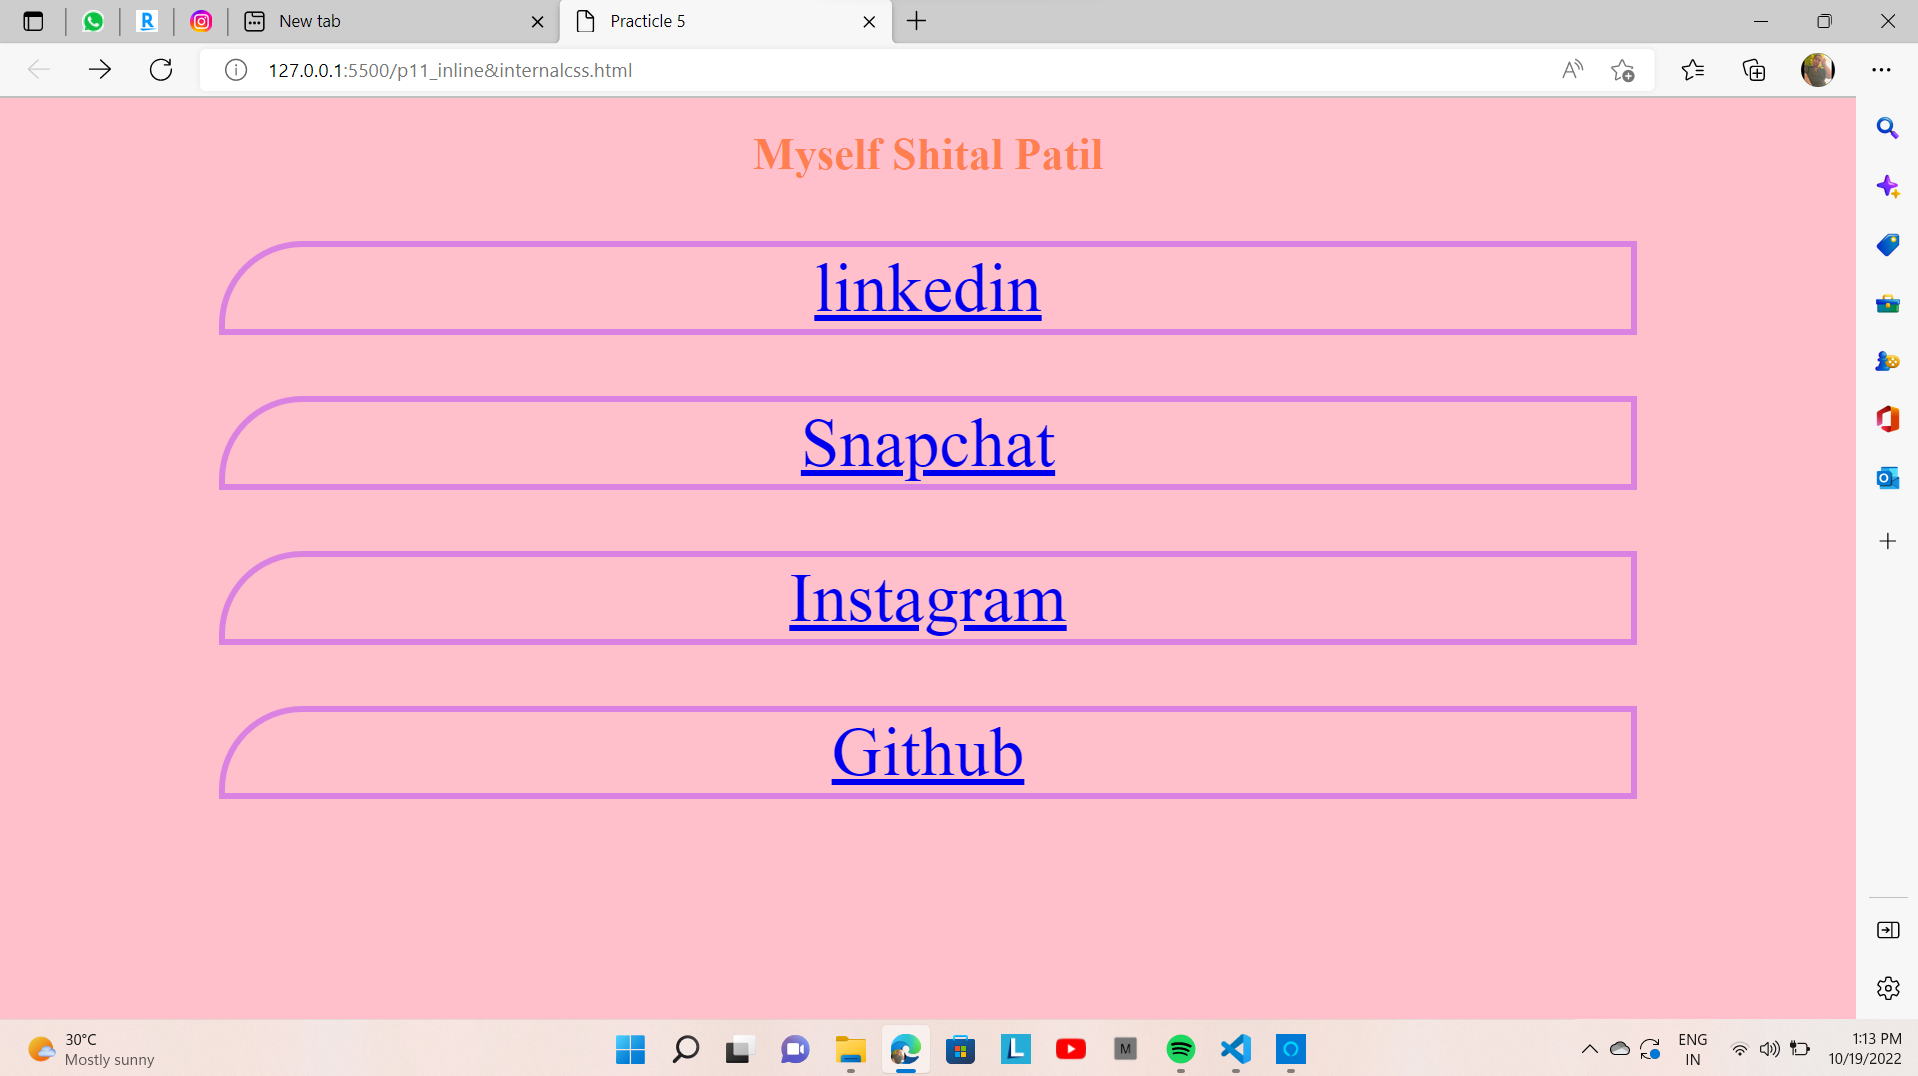 New tab
Practicle 5
127.0.0.1:5500/p11_inline&internalcss.html
Myself Shital Patil
linkedin
Snapchat
Instagram
Github
30°C
Mostly sunny
ENG
IN
1:13 PM
10/19/2022